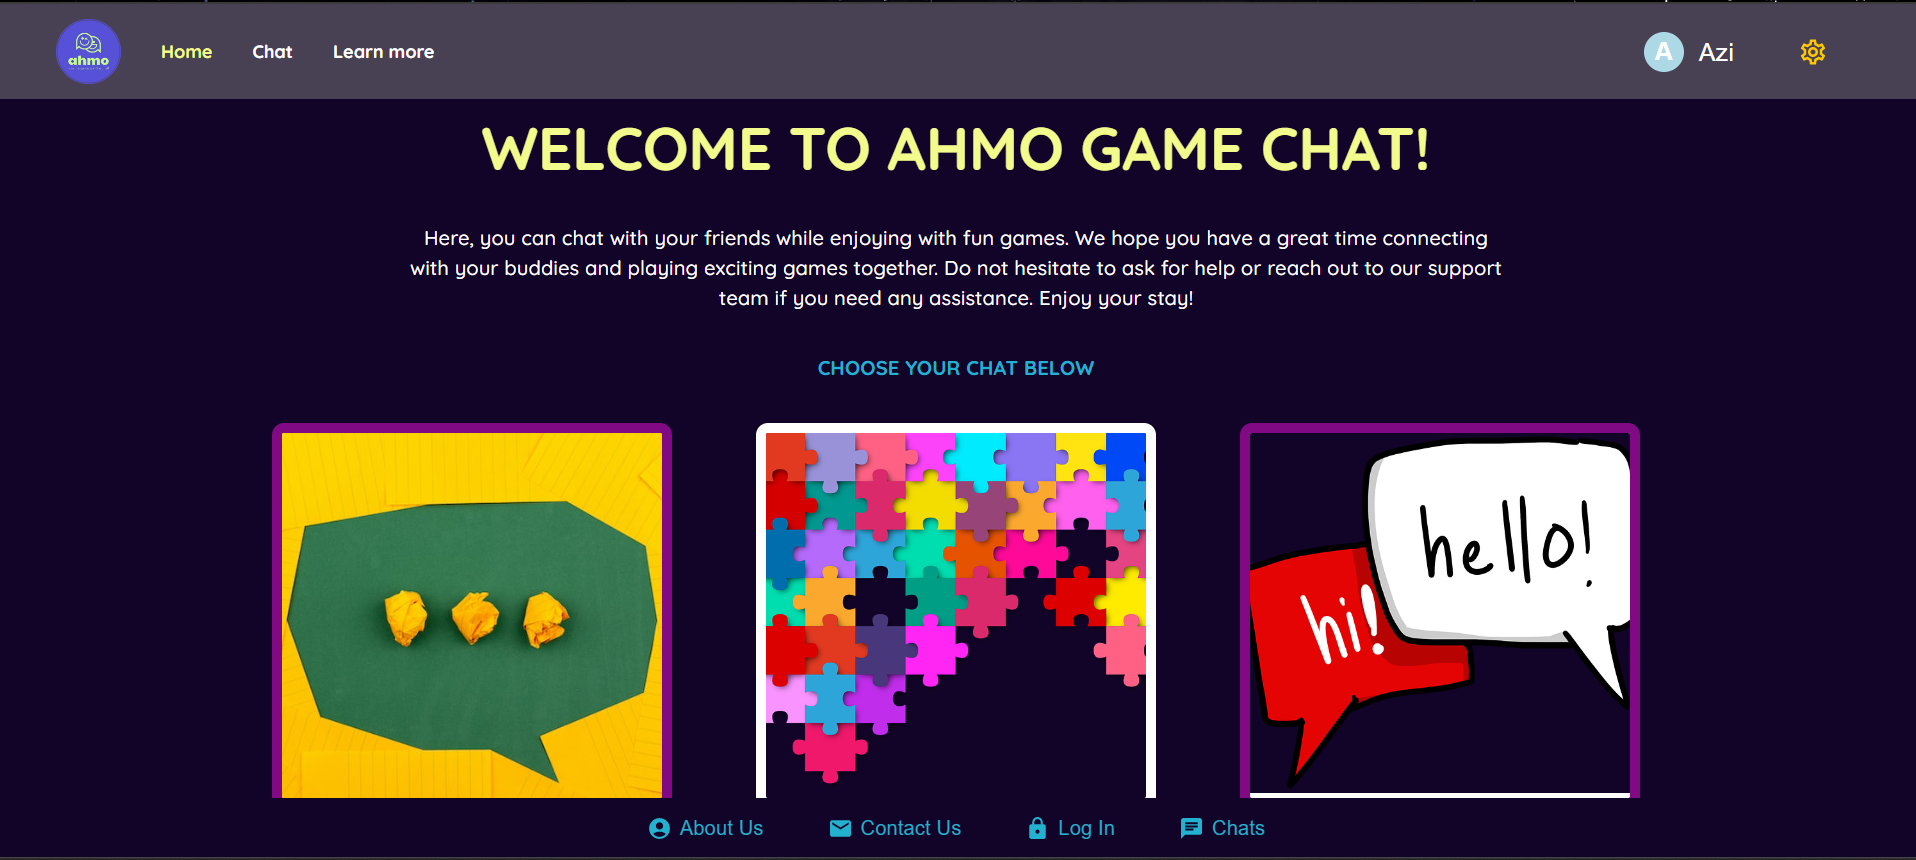 ahmo
Home
Chat
Learn more
A
Azi
WELCOME TO AHMO GAME CHAT!
Here, you can chat with your friends while enjoying with fun games. We hope you have a great time connecting
with your buddies and playing exciting games together. Do not hesitate to ask for help or reach out to our support
team if you need any assistance. Enjoy your stay!
CHOOSE YOUR CHAT BELOW
hello!
hi!
About Us
Contact Us
Log In
Chats